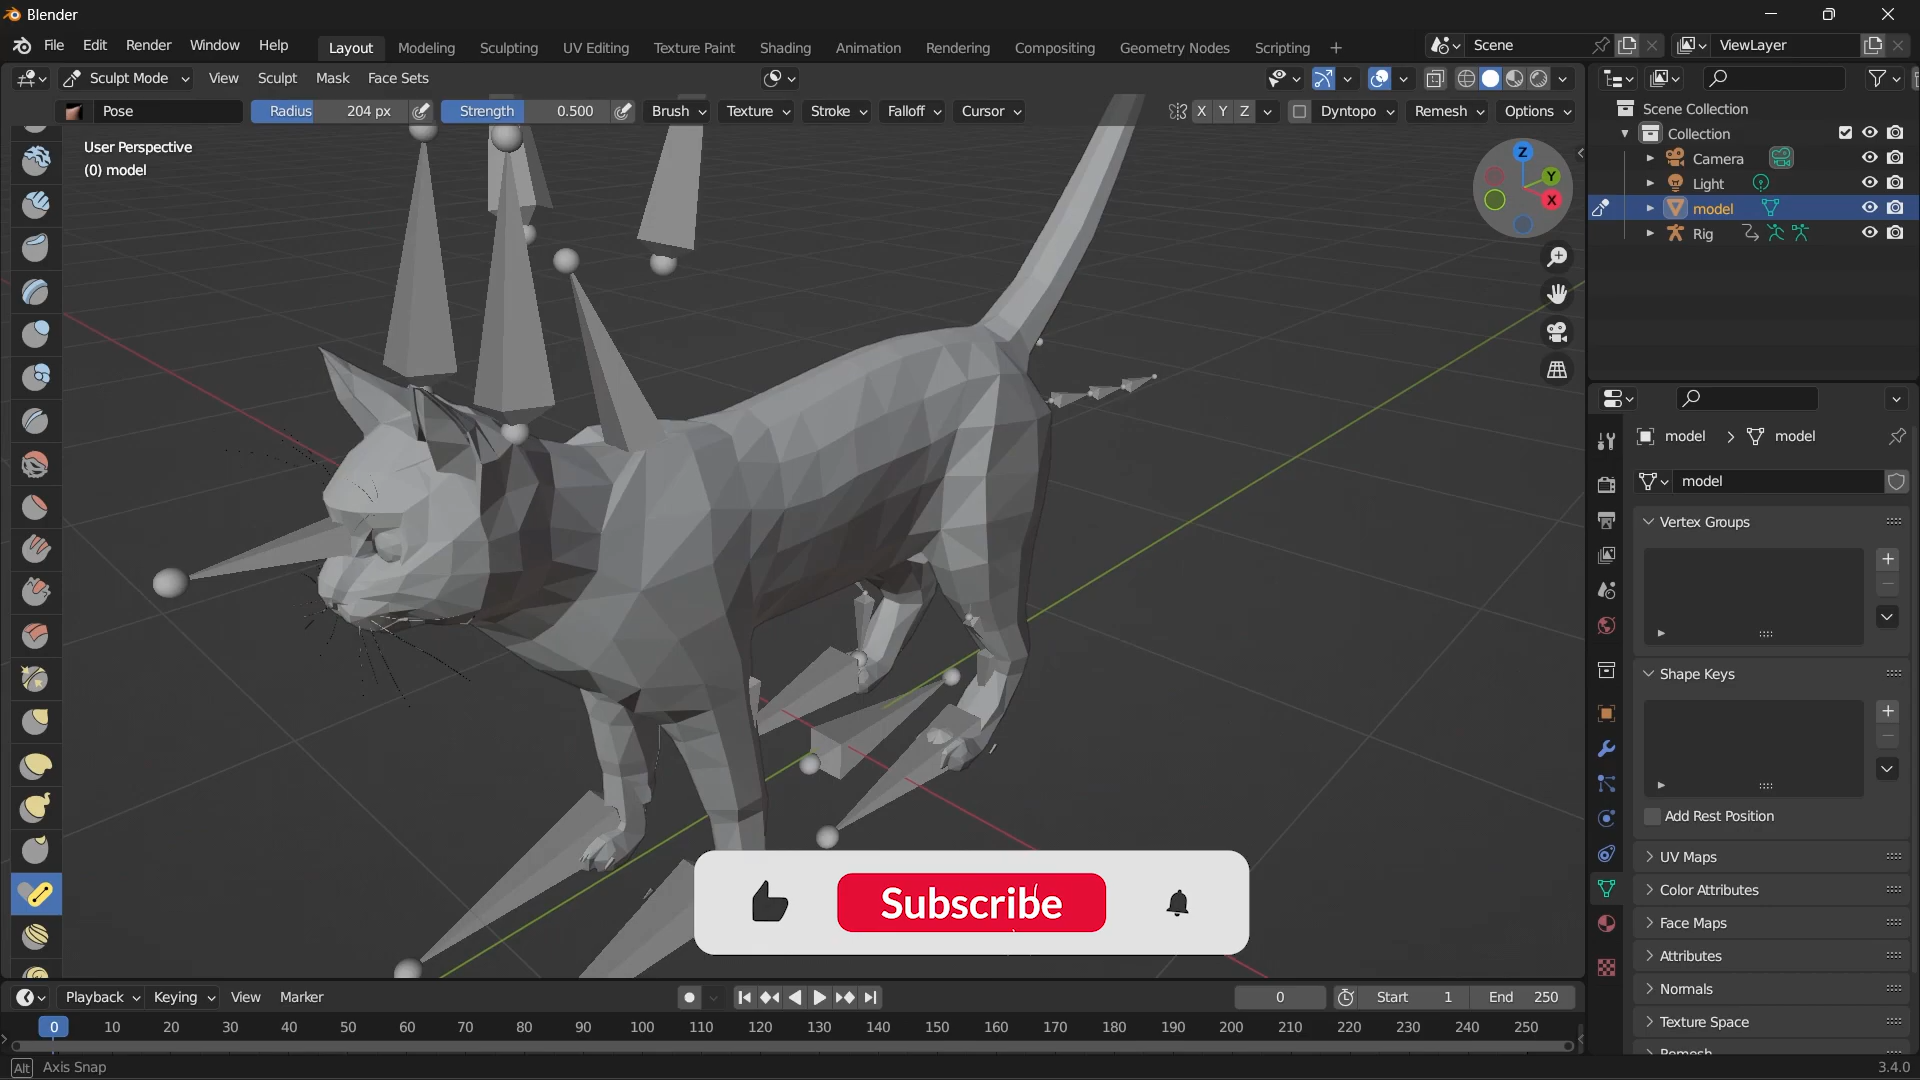 Blender
File Edit Render Window Help Layout Modeling Sculpting UV Editing Texture Paint Shading Animation Rendering Compositing Geometry Nodes Scripting + Scene ViewLayer
Sculpt Mode View Sculpt Mask Face Sets
Pose Radius 204 px Strength 0.500 Brush Texture Stroke Falloff Cursor X Y Z Dyntopo Remesh Options
User Perspective
(0) model
Z
Y
X
Scene Collection
Collection
Camera
Light
model
Rig
model > model
model
Vertex Groups
Shape Keys
Add Rest Position
UV Maps
Color Attributes
Face Maps
Attributes
Normals
Texture Space
Remesh
Subscribe
Playback Keying View Marker 0 Start 1 End 250
0 10 20 30 40 50 60 70 80 90 100 110 120 130 140 150 160 170 180 190 200 210 220 230 240 250
Alt Axis Snap 3.4.0